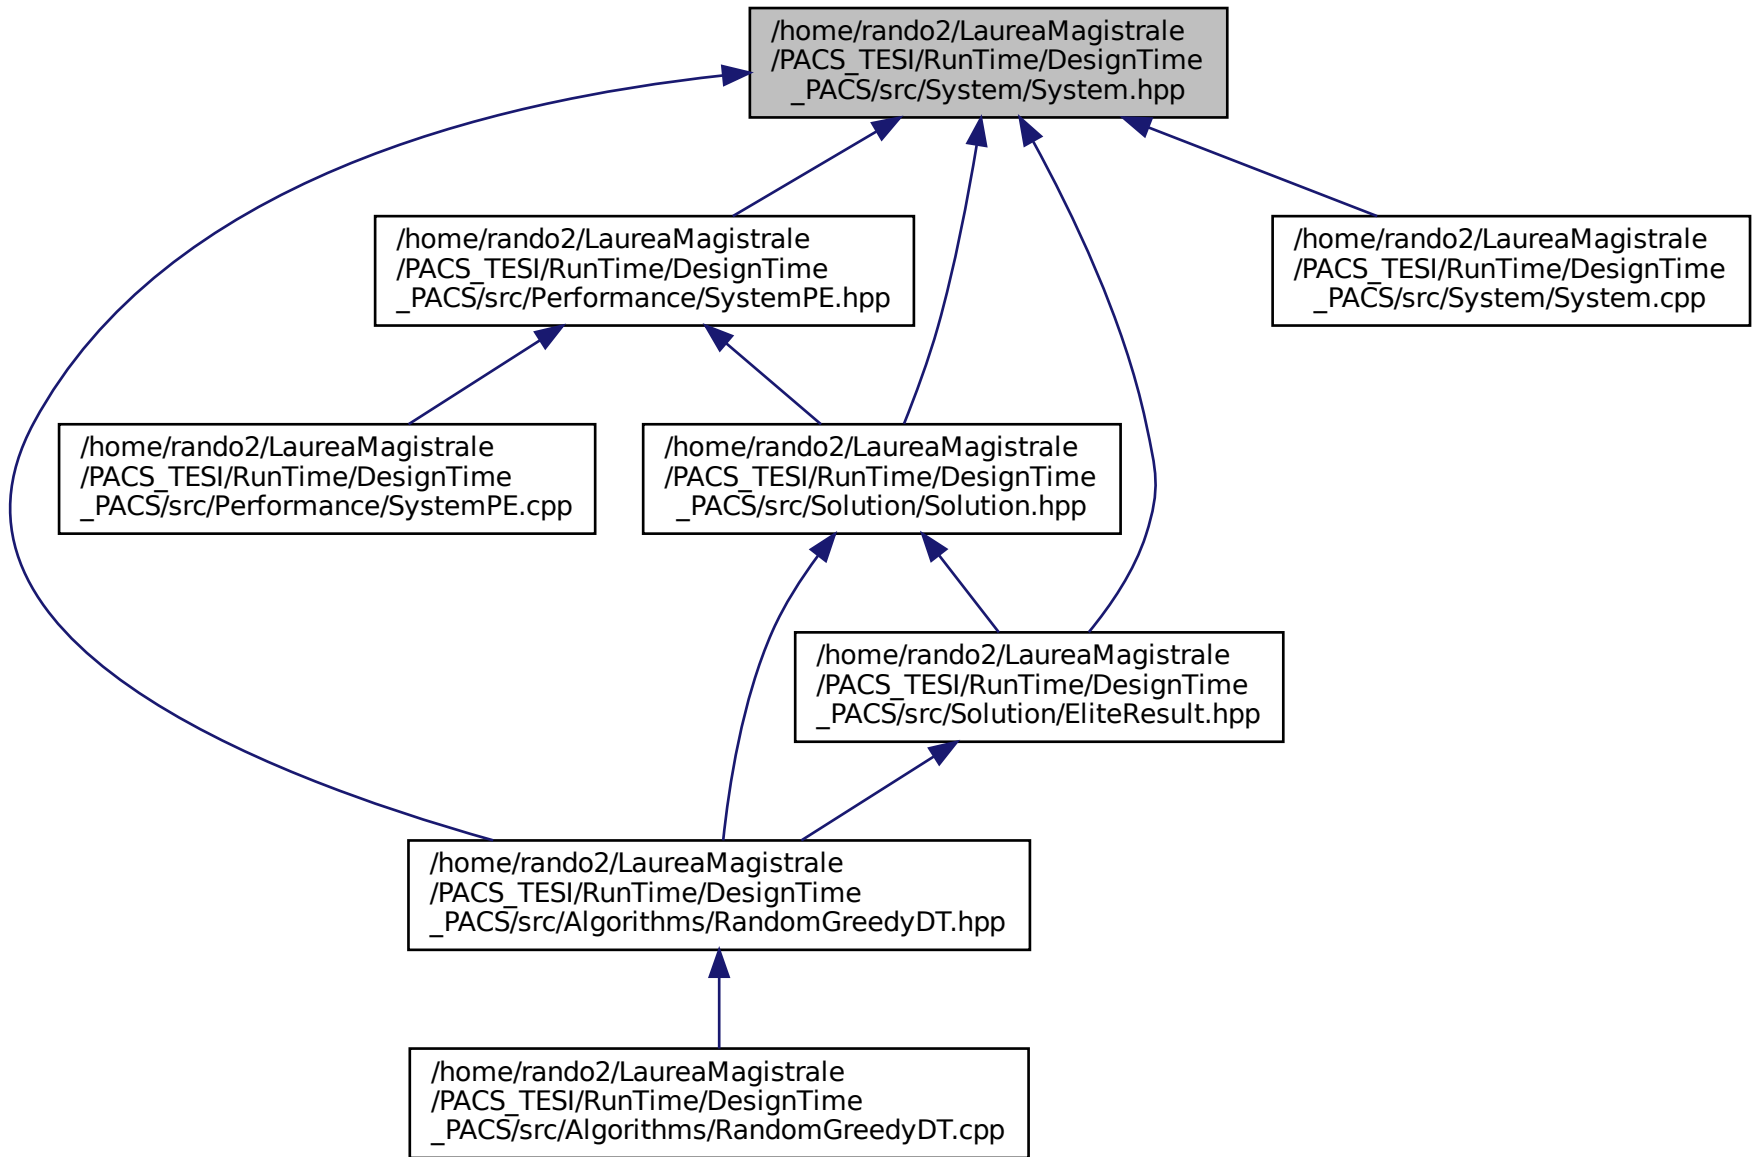 /home/rando2/LaureaMagistrale
/PACS_TESI/RunTime/DesignTime
_PACS/src/System/System.hpp
/home/rando2/LaureaMagistrale
/PACS_TESI/RunTime/DesignTime
_PACS/src/Performance/SystemPE.hpp
/home/rando2/LaureaMagistrale
/PACS_TESI/RunTime/DesignTime
_PACS/src/System/System.cpp
/home/rando2/LaureaMagistrale
/PACS_TESI/RunTime/DesignTime
_PACS/src/Performance/SystemPE.cpp
/home/rando2/LaureaMagistrale
/PACS_TESI/RunTime/DesignTime
_PACS/src/Solution/Solution.hpp
/home/rando2/LaureaMagistrale
/PACS_TESI/RunTime/DesignTime
_PACS/src/Solution/EliteResult.hpp
/home/rando2/LaureaMagistrale
/PACS_TESI/RunTime/DesignTime
_PACS/src/Algorithms/RandomGreedyDT.hpp
/home/rando2/LaureaMagistrale
/PACS_TESI/RunTime/DesignTime
_PACS/src/Algorithms/RandomGreedyDT.cpp